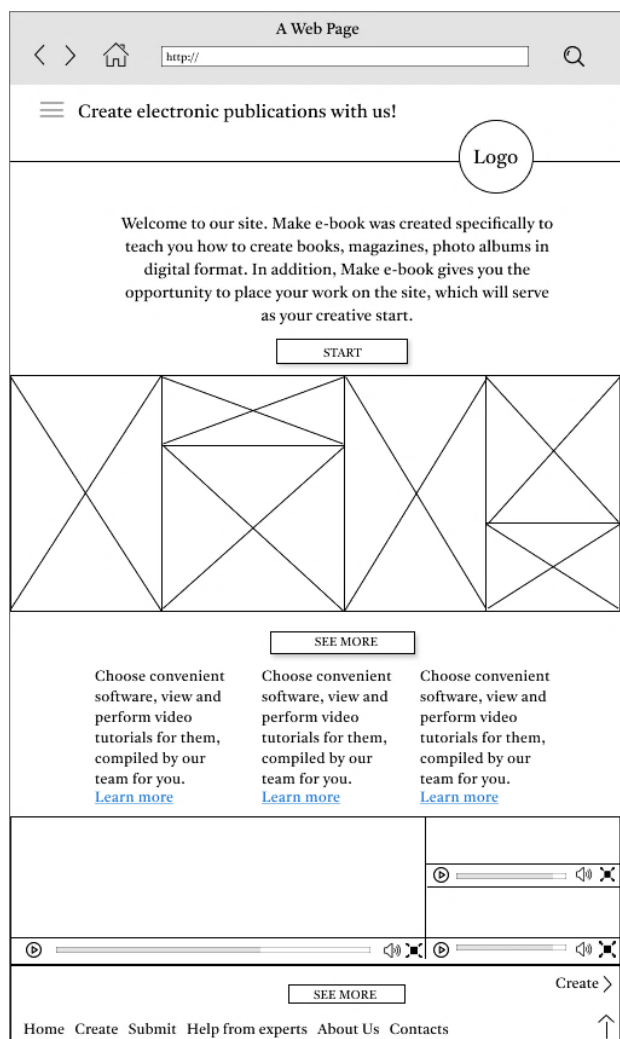 A Web Page
http://
Create electronic publications with us!
Logo
Welcome to our site. Make e-book was created specifically to
teach you how to create books, magazines, photo albums in
digital format. In addition, Make e-book gives you the
opportunity to place your work on the site, which will serve
as your creative start.
START
SEE MORE
Choose convenient
software, view and
perform video
tutorials for them,
compiled by our
team for you.
Learn more
Choose convenient
software, view and
perform video
tutorials for them,
compiled by our
team for you.
Learn more
Choose convenient
software, view and
perform video
tutorials for them,
compiled by our
team for you.
Learn more
Create
SEE MORE
Home Create Submit Help from experts About Us Contacts